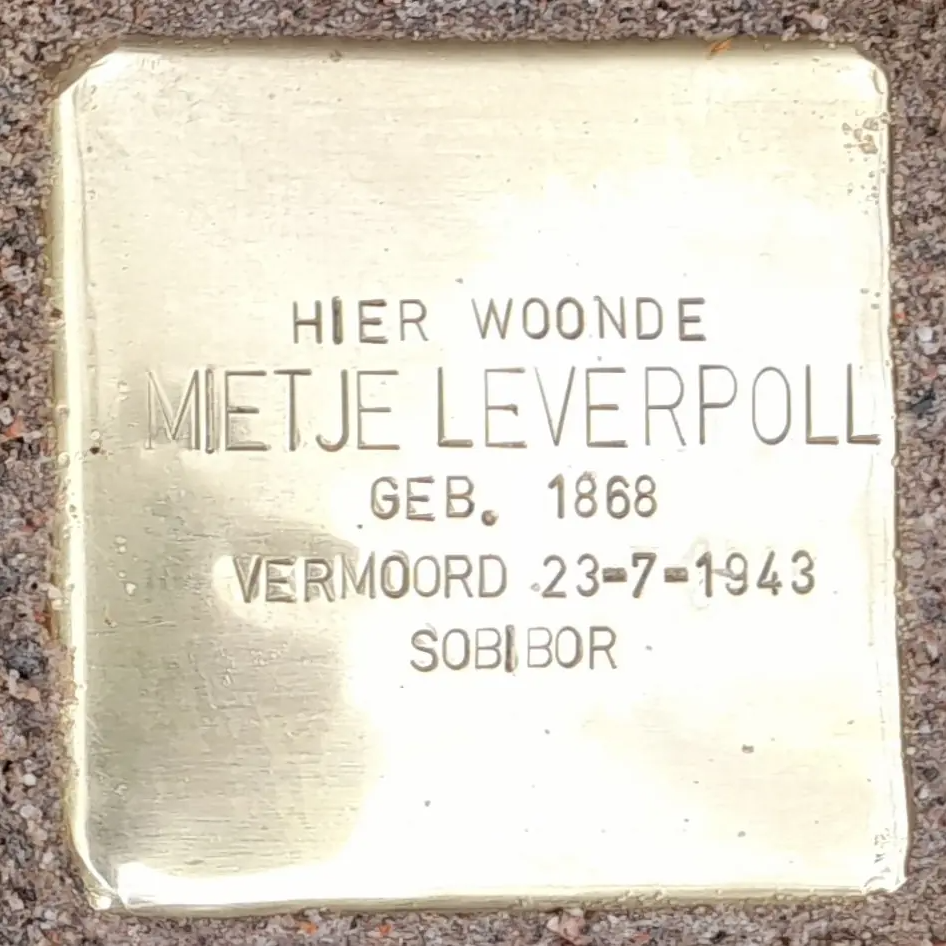 HIER WOONDE
MIETJE LEVERPOLL
GEB. 1868
VERMOORD 23-7-1943
SOBIBOR